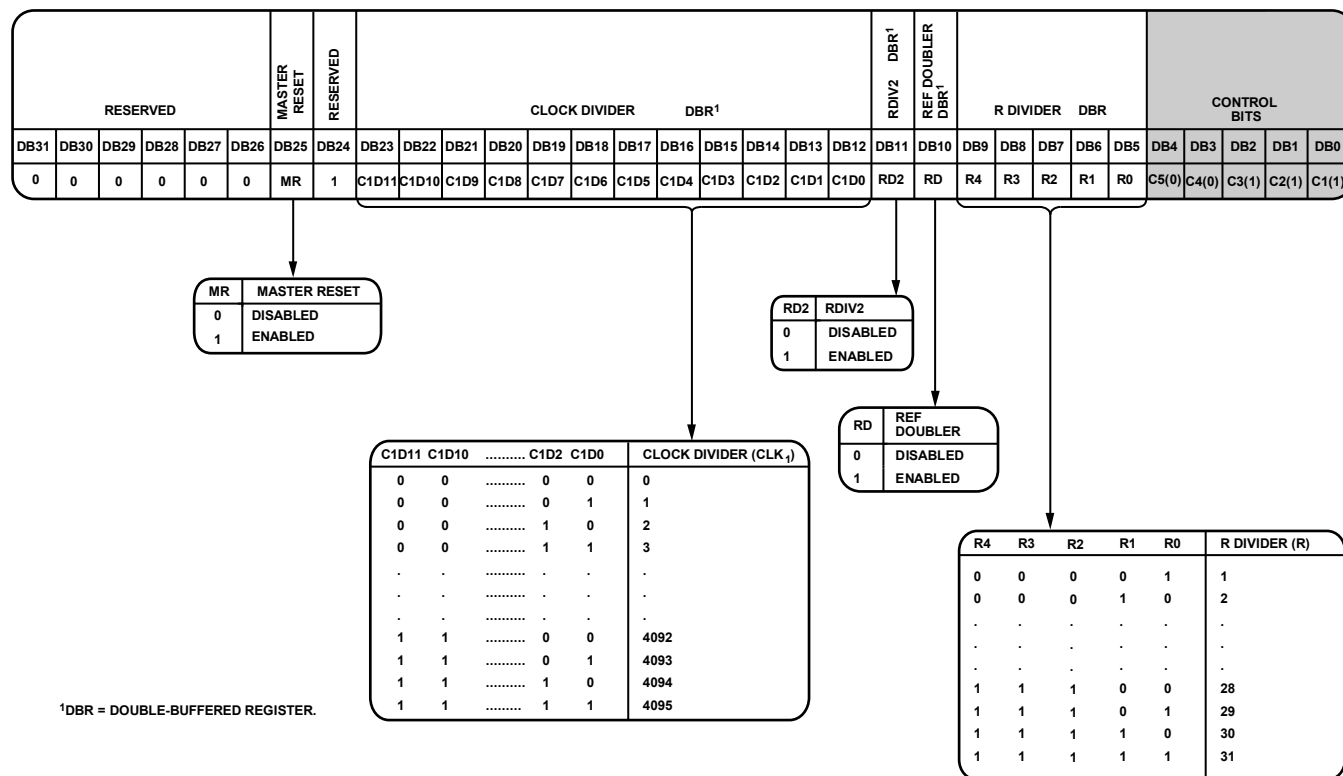 RESERVED
MASTER RESET
RESERVED
CLOCK DIVIDER DBR1
RDIV2 DBR1
REF DOUBLER DBR1
R DIVIDER DBR
CONTROL BITS
DB31 DB30 DB29 DB28 DB27 DB26 DB25 DB24 DB23 DB22 DB21 DB20 DB19 DB18 DB17 DB16 DB15 DB14 DB13 DB12 DB11 DB10 DB9 DB8 DB7 DB6 DB5 DB4 DB3 DB2 DB1 DB0
0 0 0 0 0 0 MR 1 C1D11 C1D10 C1D9 C1D8 C1D7 C1D6 C1D5 C1D4 C1D3 C1D2 C1D1 C1D0 RD2 RD R4 R3 R2 R1 R0 C5(0) C4(0) C3(1) C2(1) C1(1)
MR MASTER RESET
0 DISABLED
1 ENABLED
RD2 RDIV2
0 DISABLED
1 ENABLED
RD REF DOUBLER
0 DISABLED
1 ENABLED
C1D11 C1D10 .......... C1D2 C1D0 CLOCK DIVIDER (CLK1)
0 0 .......... 0 0 0
0 0 .......... 0 1 1
0 0 .......... 1 0 2
0 0 .......... 1 1 3
. . .......... . . .
. . .......... . . .
. . .......... . . .
1 1 .......... 0 0 4092
1 1 .......... 0 1 4093
1 1 .......... 1 0 4094
1 1 ......... 1 1 4095
R4 R3 R2 R1 R0 R DIVIDER (R)
0 0 0 0 1 1
0 0 0 1 0 2
. . . . . .
. . . . . .
. . . . . .
1 1 1 0 0 28
1 1 1 0 1 29
1 1 1 1 0 30
1 1 1 1 1 31
1DBR = DOUBLE-BUFFERED REGISTER.